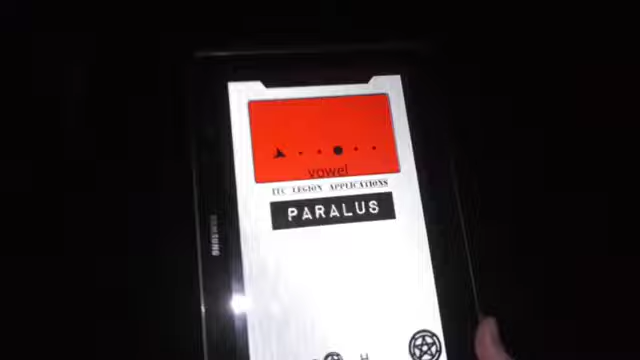 vowel
ITC LEGION APPLICATIONS
PARALUS
SAMSUNG
H